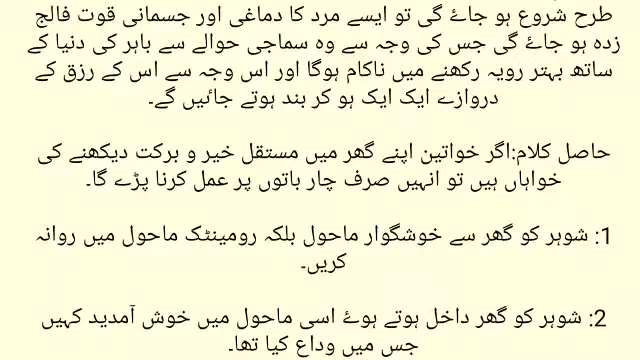 طرح شروع ہو جاۓ گی تو ایسے مرد کا دماغی اور جسمانی قوت فالج
زدہ ہو جاۓ گی جس کی وجہ سے وہ سماجی حوالے سے باہر کی دنیا کے
ساتھ بہتر رویہ رکھنے میں ناکام ہوگا اور اس وجہ سے اس کے رزق کے
دروازے ایک ایک ہو کر بند ہوتے جائیں گے۔
حاصل کلام:اگر خواتین اپنے گھر میں مستقل خیر و برکت دیکھنے کی
خواہاں ہیں تو انہیں صرف چار باتوں پر عمل کرنا پڑے گا۔
1: شوہر کو گھر سے خوشگوار ماحول بلکہ رومینٹک ماحول میں روانہ
کریں۔
2: شوہر کو گھر داخل ہوتے ہوۓ اسی ماحول میں خوش آمدید کہیں
جس میں وداع کیا تھا۔